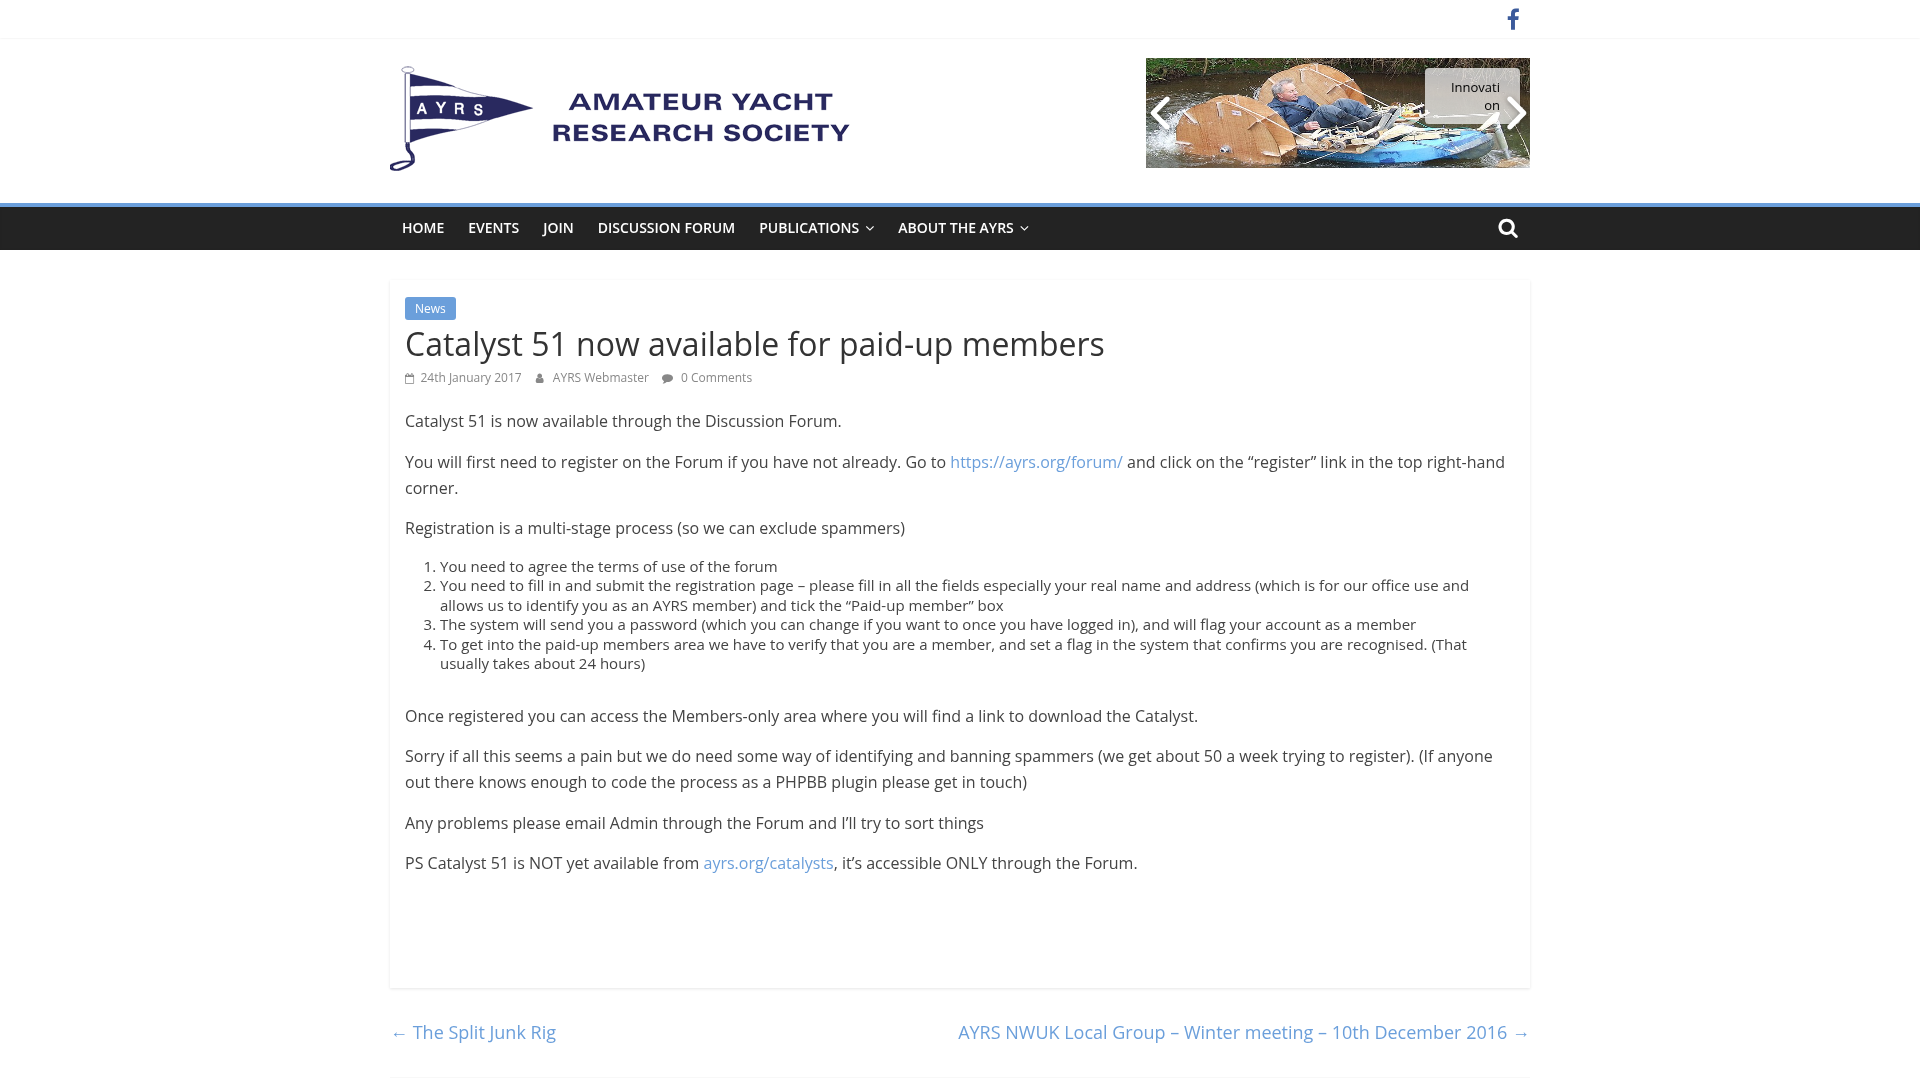 AYRS
AMATEUR YACHT
RESEARCH SOCIETY
Innovati
on
HOME EVENTS JOIN DISCUSSION FORUM PUBLICATIONS ABOUT THE AYRS
News
Catalyst 51 now available for paid-up members
24th January 2017 AYRS Webmaster 0 Comments
Catalyst 51 is now available through the Discussion Forum.
You will first need to register on the Forum if you have not already. Go to https://ayrs.org/forum/ and click on the “register” link in the top right-hand
corner.
Registration is a multi-stage process (so we can exclude spammers)
1. You need to agree the terms of use of the forum
2. You need to fill in and submit the registration page – please fill in all the fields especially your real name and address (which is for our office use and
allows us to identify you as an AYRS member) and tick the “Paid-up member” box
3. The system will send you a password (which you can change if you want to once you have logged in), and will flag your account as a member
4. To get into the paid-up members area we have to verify that you are a member, and set a flag in the system that confirms you are recognised. (That
usually takes about 24 hours)
Once registered you can access the Members-only area where you will find a link to download the Catalyst.
Sorry if all this seems a pain but we do need some way of identifying and banning spammers (we get about 50 a week trying to register). (If anyone
out there knows enough to code the process as a PHPBB plugin please get in touch)
Any problems please email Admin through the Forum and I’ll try to sort things
PS Catalyst 51 is NOT yet available from ayrs.org/catalysts, it’s accessible ONLY through the Forum.
← The Split Junk Rig
AYRS NWUK Local Group – Winter meeting – 10th December 2016 →